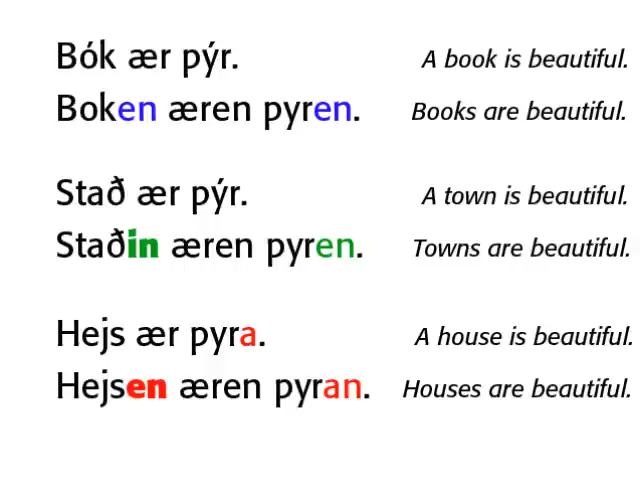 Bók ær pýr. A book is beautiful.
Boken æren pyren. Books are beautiful.
Stað ær pýr. A town is beautiful.
Staðin æren pyren. Towns are beautiful.
Hejs ær pyra. A house is beautiful.
Hejsen æren pyran. Houses are beautiful.